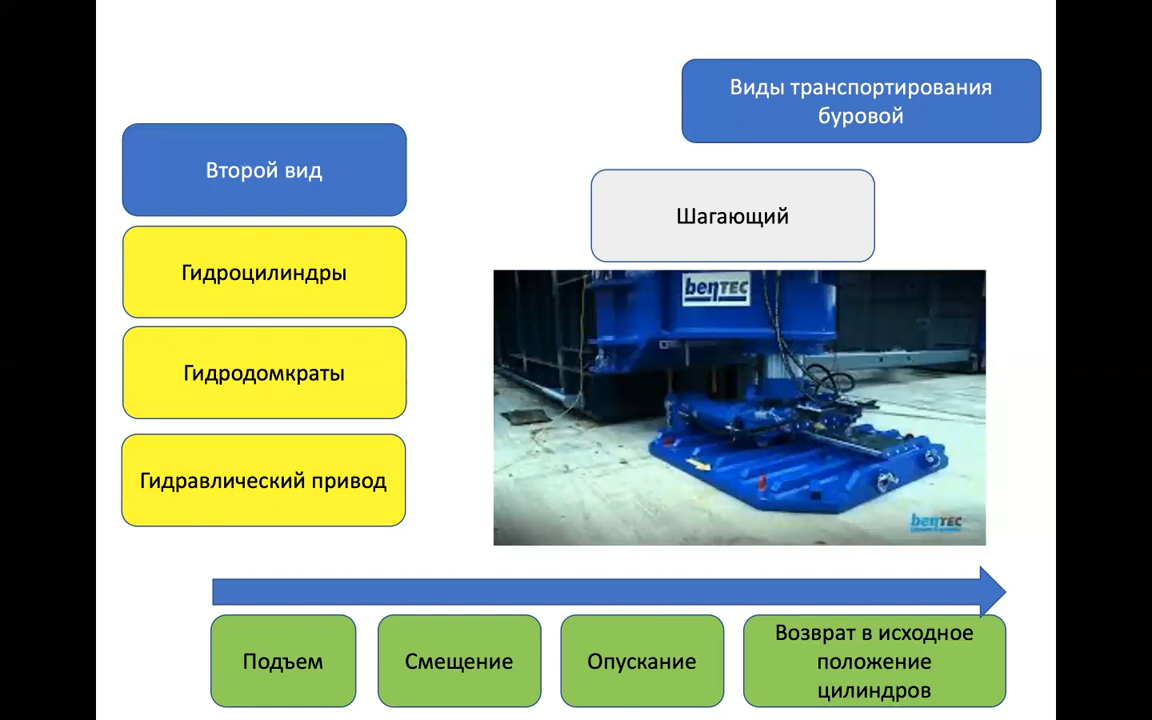 Виды транспортирования
буровой
Второй вид
Шагающий
Гидроцилиндры
Гидродомкраты
Гидравлический привод
benTEC
benTEC
Подъем
Смещение
Опускание
Возврат в исходное
положение
цилиндров